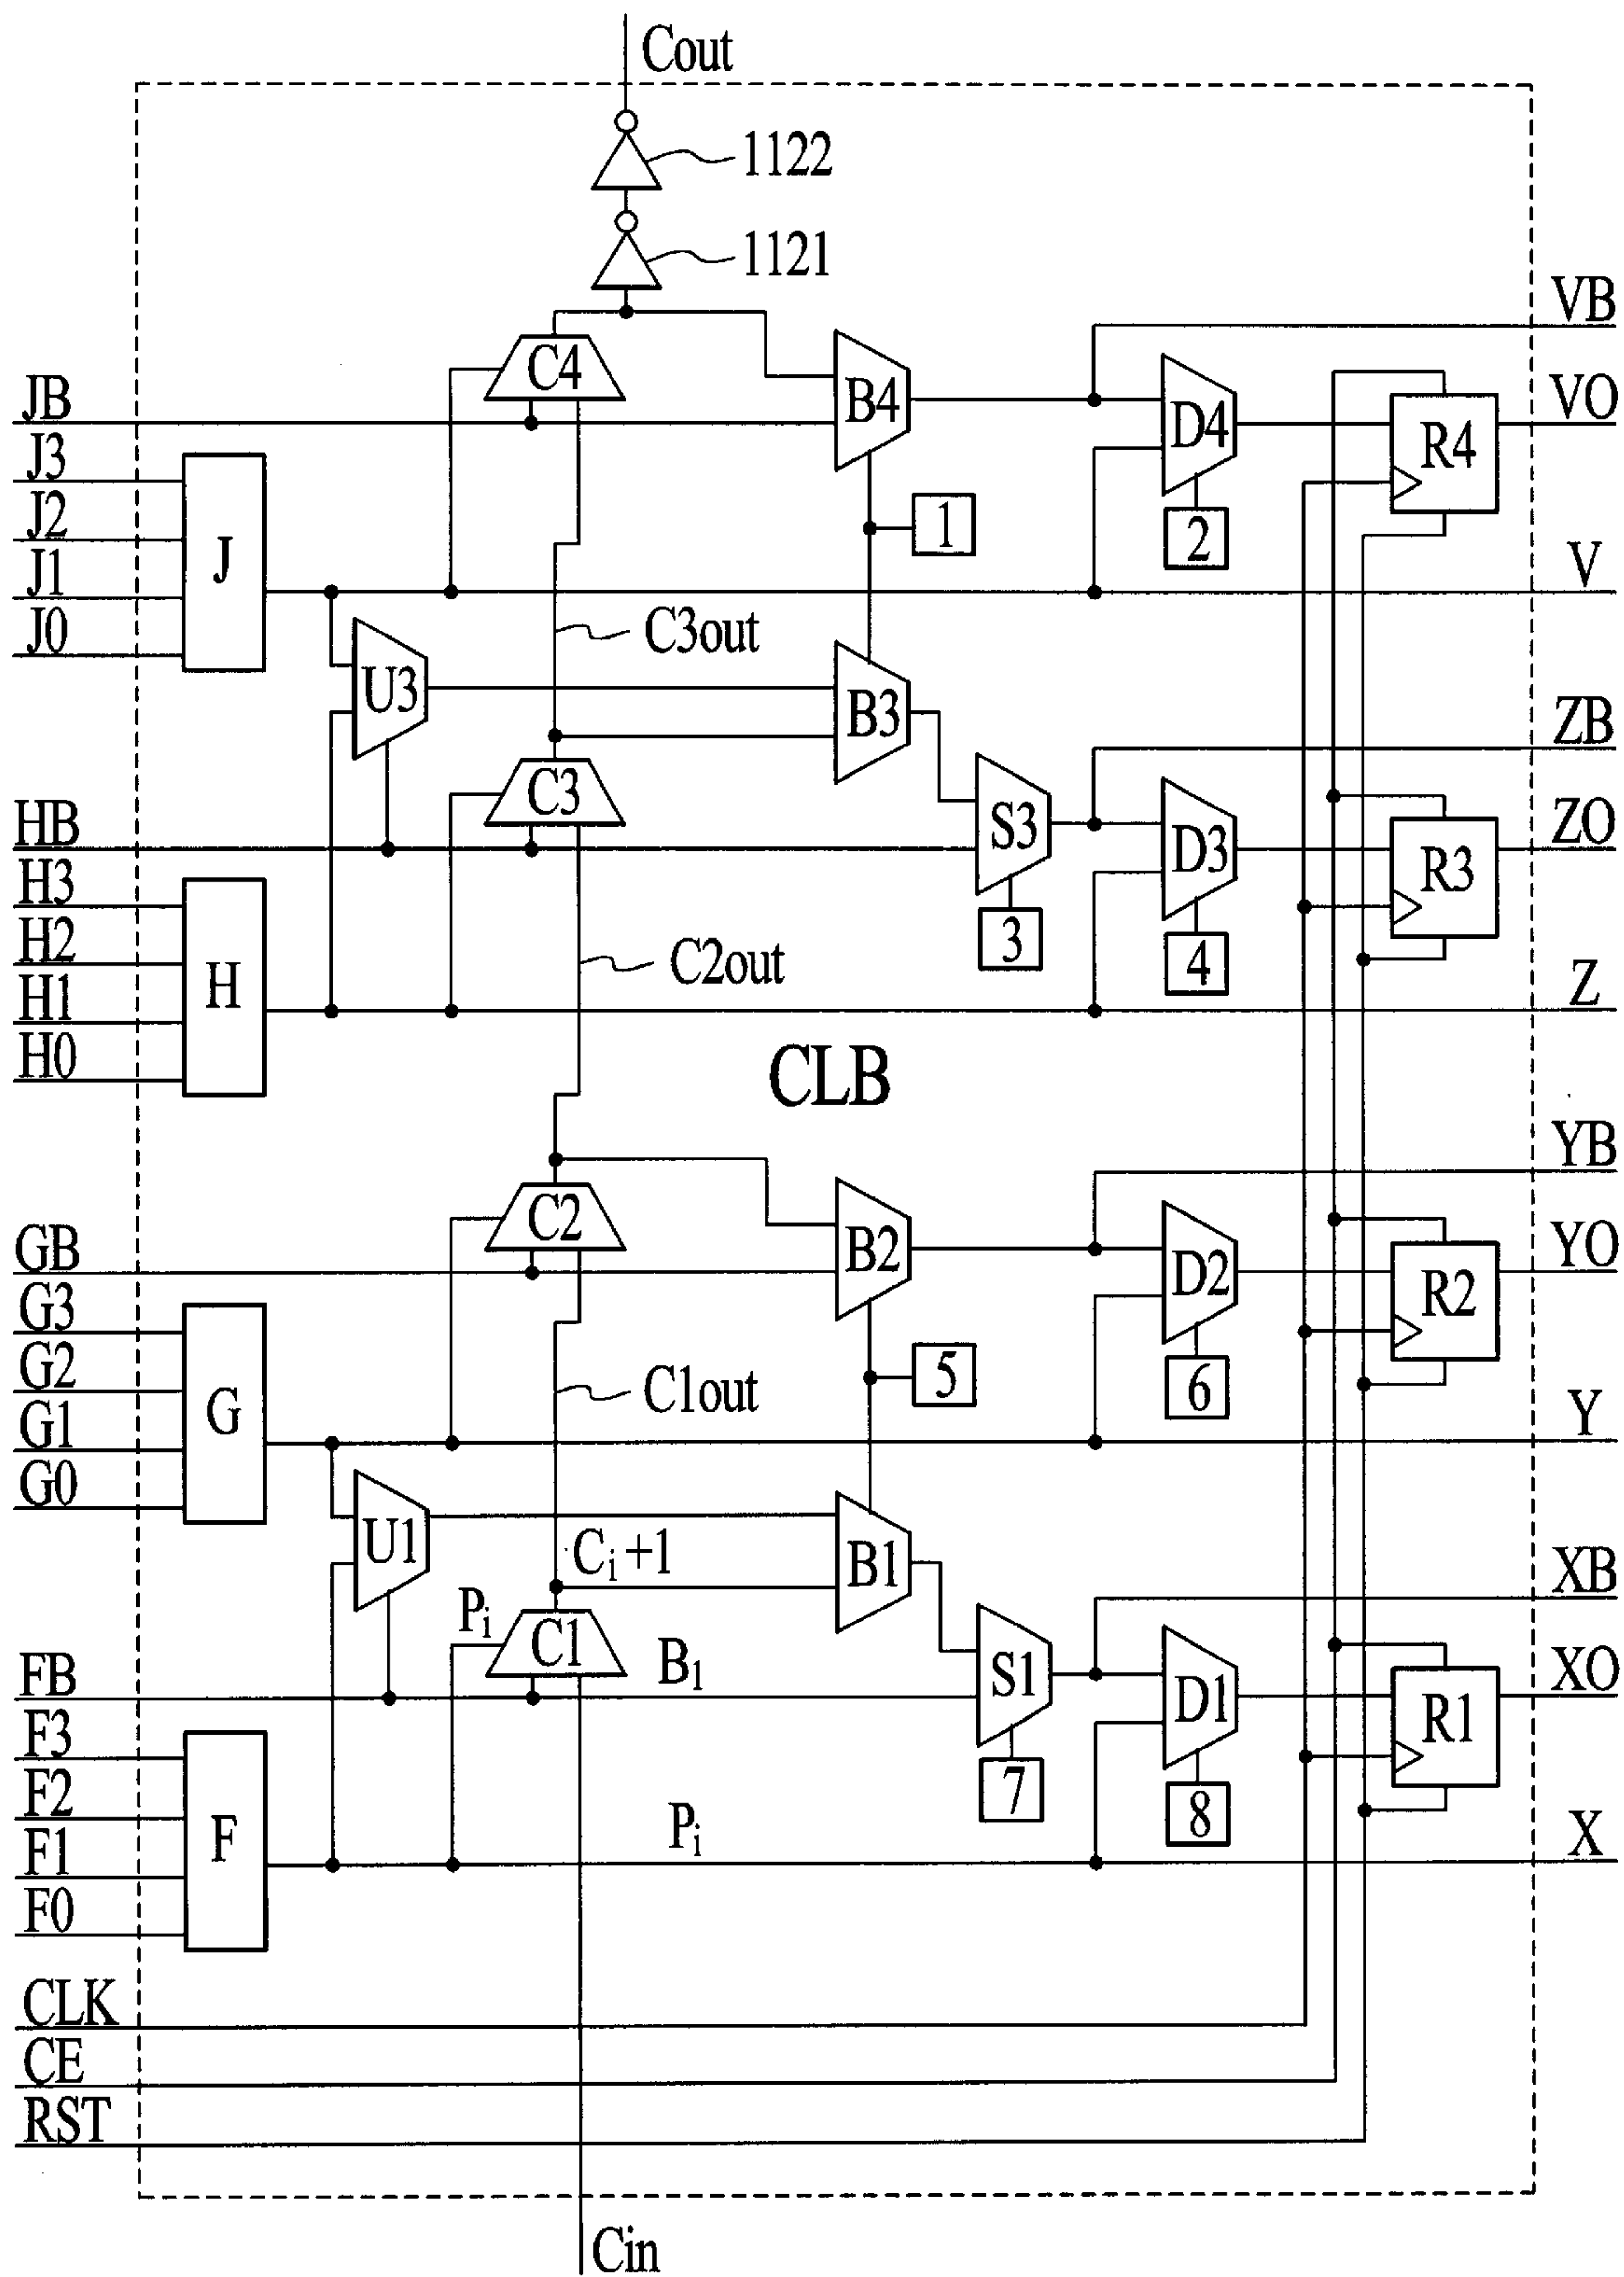 Cout
1122
1121
VB
C4
JB
B4
D4
VO
R4
J3
J2
J
1
2
J1
V
J0
C3out
U3
B3
ZB
C3
S3
HB
D3
ZO
R3
H3
H2
3
4
C2out
H
H1
Z
H0
CLB
YB
C2
GB
B2
D2
YO
R2
G3
G2
5
6
C1out
G
G1
Y
G0
U1
Ci+1
B1
XB
Pi
C1
B1
FB
S1
D1
XO
R1
F3
F2
7
8
F
Pi
F1
X
F0
CLK
CE
RST
Cin